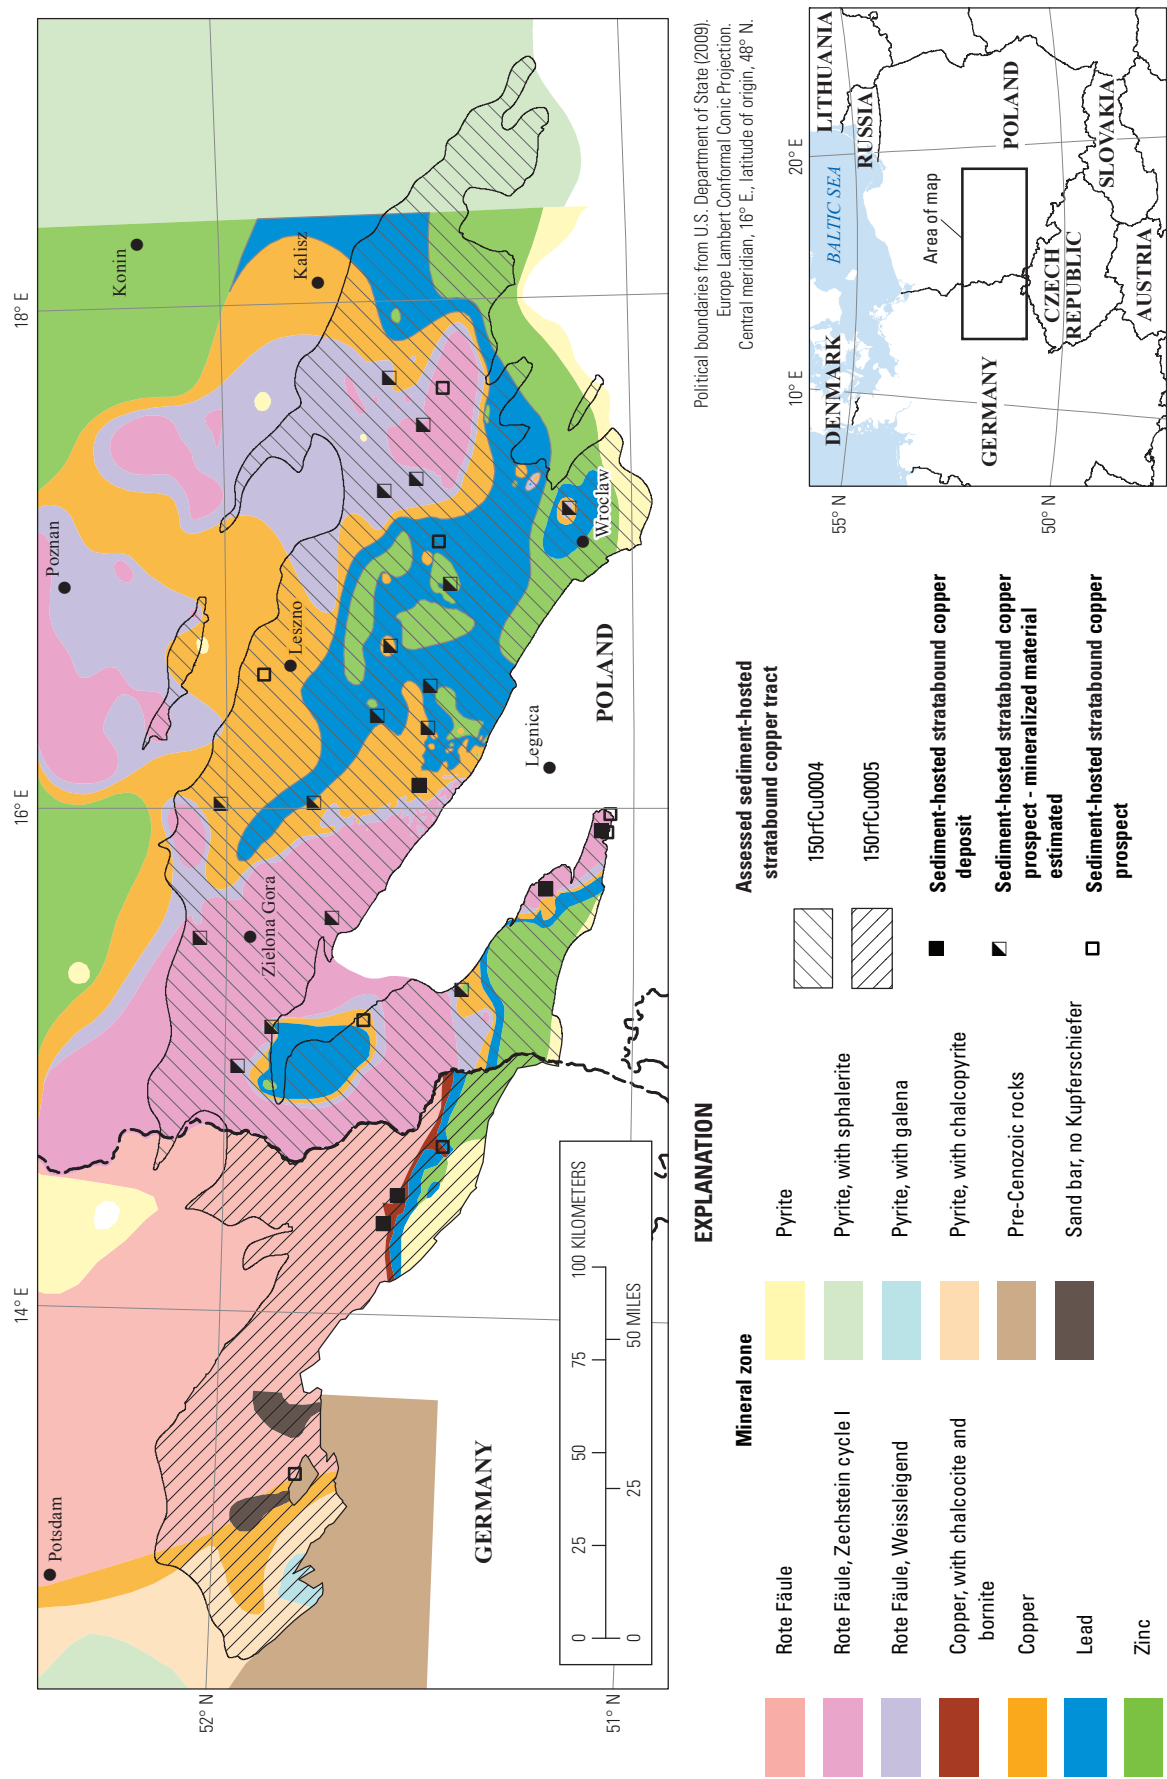 14° E
16° E
18° E
52° N
51° N
Potsdam
Poznan
Konin
Kalisz
Leszno
Zielona Gora
Legnica
Wroclaw
GERMANY
POLAND
0 25 50 75 100 KILOMETERS
0 25 50 MILES
Political boundaries from U.S. Department of State (2009).
Europe Lambert Conformal Conic Projection.
Central meridian, 16° E., latitude of origin, 48° N.
EXPLANATION
Mineral zone
Rote Fäule
Rote Fäule, Zechstein cycle I
Rote Fäule, Weissleigend
Copper, with chalcocite and
bornite
Copper
Lead
Zinc
Pyrite
Pyrite, with sphalerite
Pyrite, with galena
Pyrite, with chalcopyrite
Pre-Cenozoic rocks
Sand bar, no Kupferschiefer
Assessed sediment-hosted
stratabound copper tract
150rfCu0004
150rfCu0005
Sediment-hosted stratabound copper
deposit
Sediment-hosted stratabound copper
prospect - mineralized material
estimated
Sediment-hosted stratabound copper
prospect
10° E
20° E
55° N
50° N
DENMARK
BALTIC SEA
LITHUANIA
RUSSIA
Area of map
GERMANY
POLAND
CZECH
REPUBLIC
SLOVAKIA
AUSTRIA